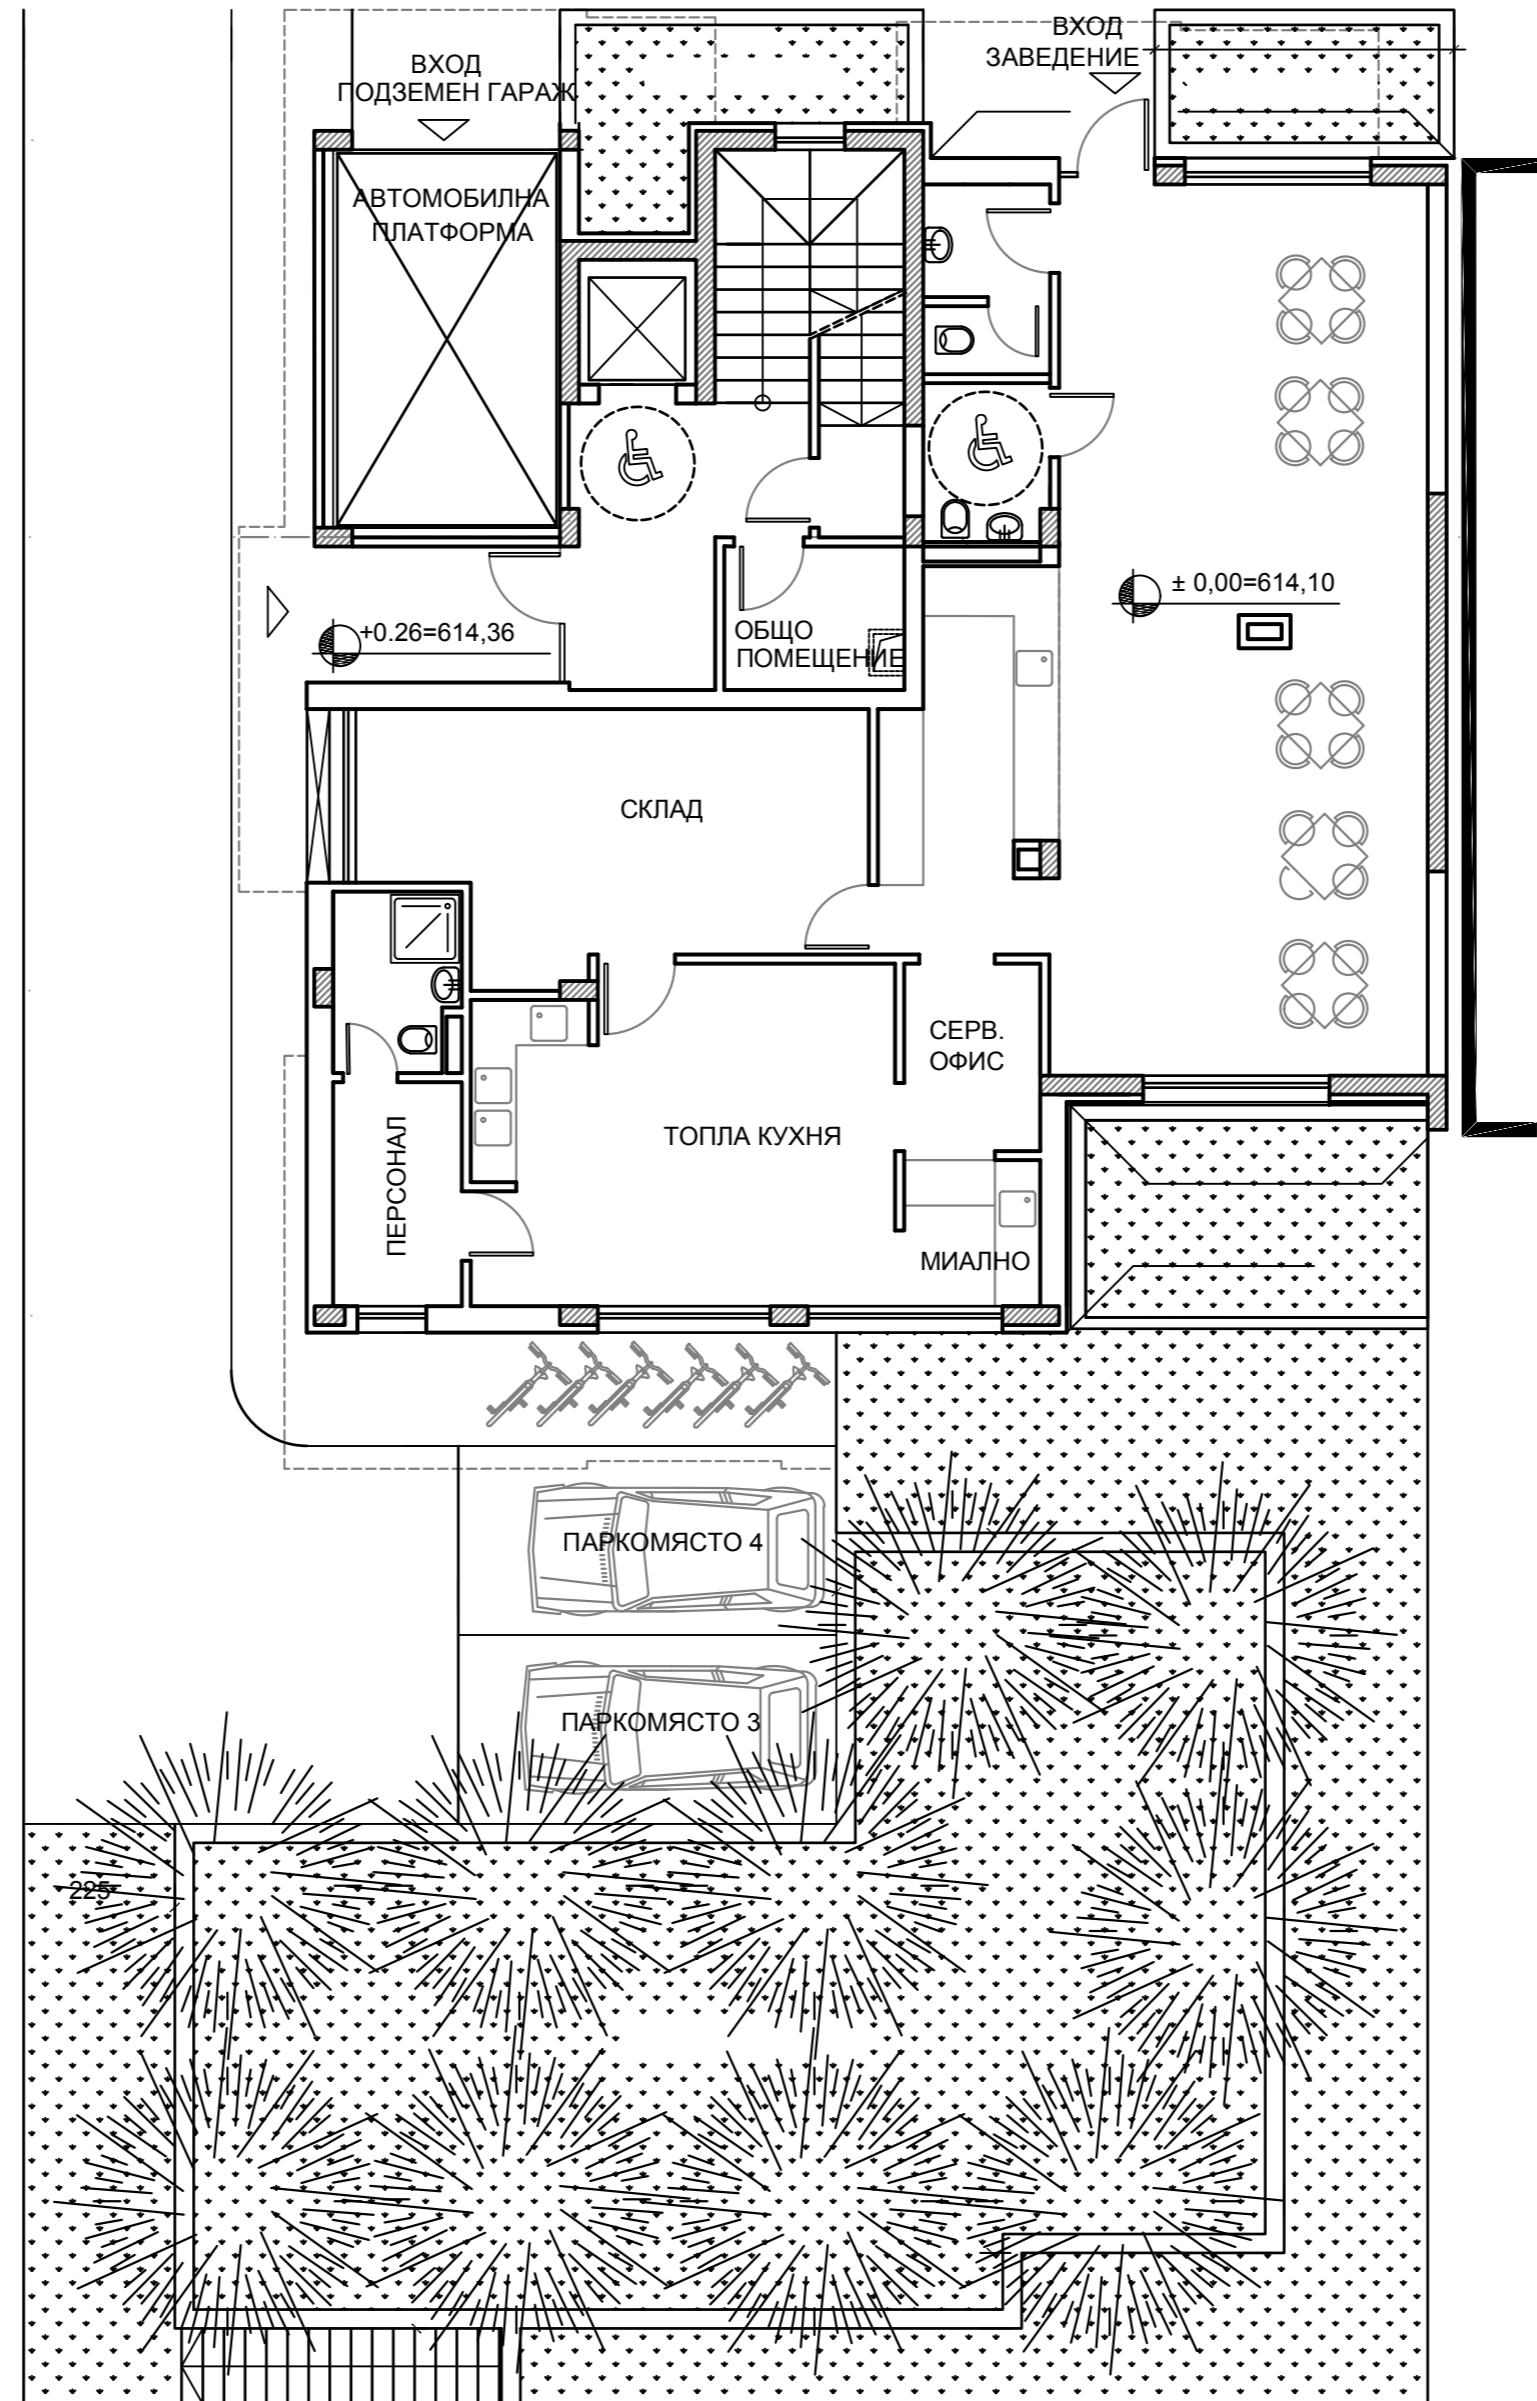 ВХОД
ЗАВЕДЕНИЕ
ВХОД
ПОДЗЕМЕН ГАРАЖ
АВТОМОБИЛНА
ПЛАТФОРМА
± 0,00=614,10
+0.26=614,36
ОБЩО
ПОМЕЩЕНИЕ
СКЛАД
СЕРВ.
ОФИС
ТОПЛА КУХНЯ
ПЕРСОНАЛ
МИАЛНО
ПАРКОМЯСТО 4
ПАРКОМЯСТО 3
225